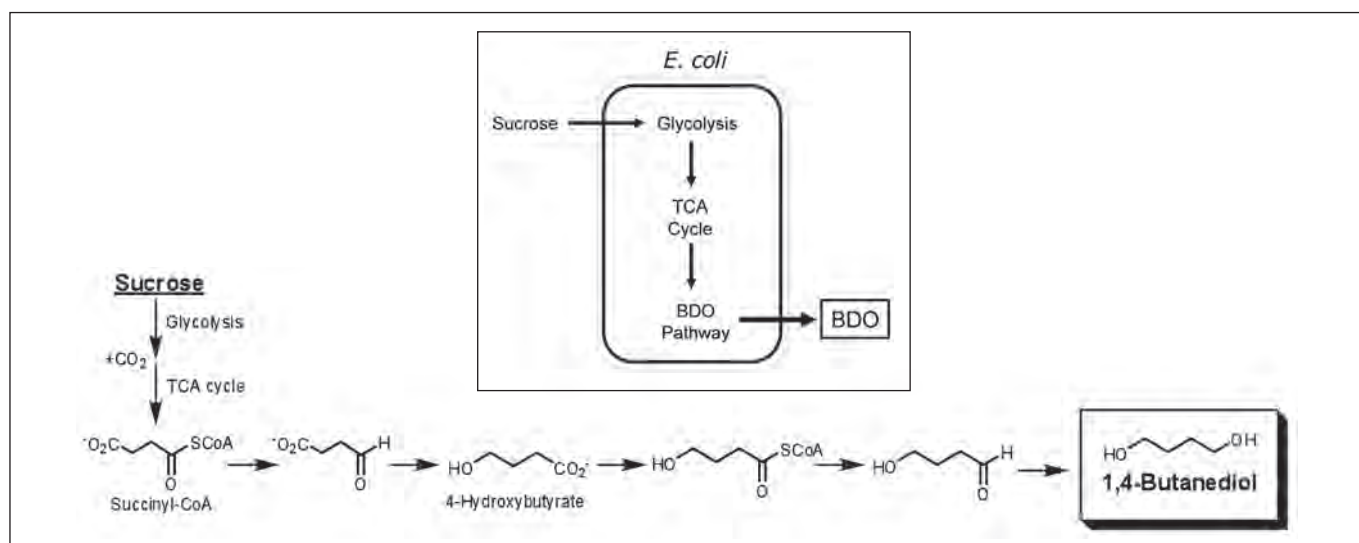 E. coli
Sucrose
Glycolysis
TCA
Cycle
BDO
Pathway
BDO
Sucrose
Glycolysis
+CO₂
TCA cycle
⁻O₂C
SCoA
O
Succinyl-CoA
⁻O₂C
H
O
HO
CO₂⁻
4-Hydroxybutyrate
HO
SCoA
O
HO
H
O
HO
OH
1,4-Butanediol